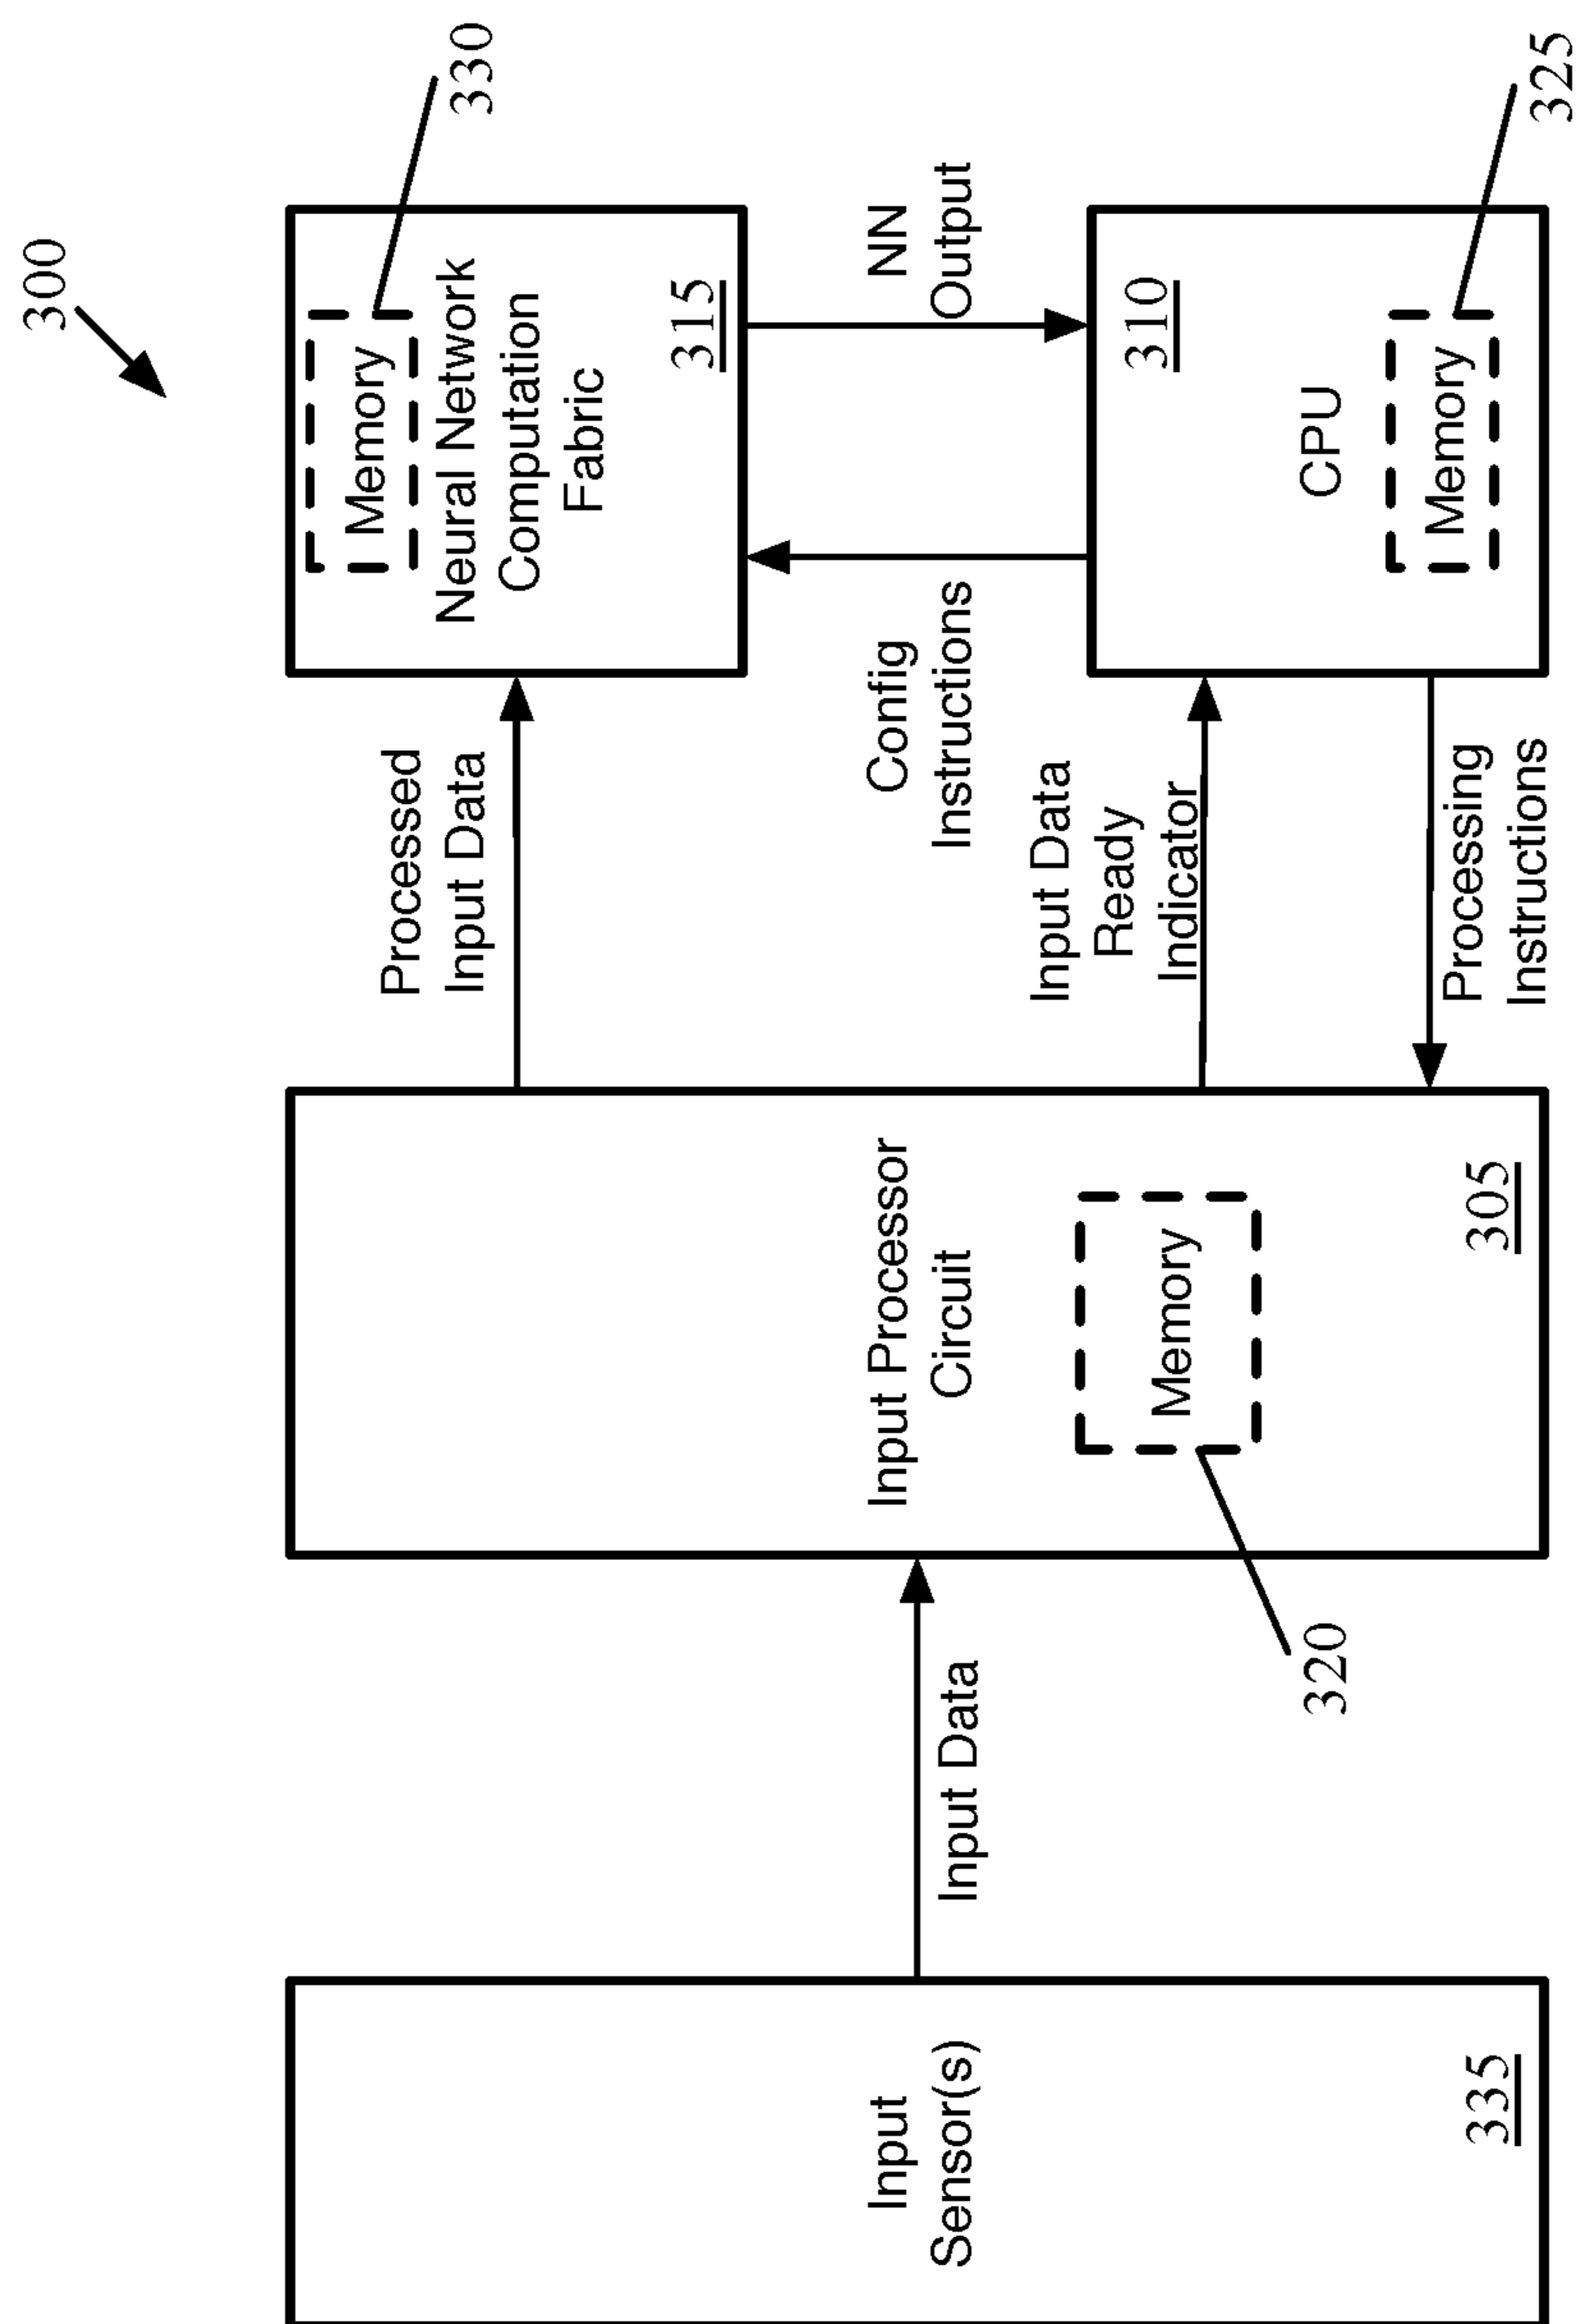 300
Input
Sensor(s)
335
Input Data
Input Processor
Circuit
Memory
305
320
Processed
Input Data
Input Data
Ready
Indicator
Processing
Instructions
Memory
Neural Network
Computation
Fabric
315
330
Config
Instructions
NN
Output
310
CPU
Memory
325